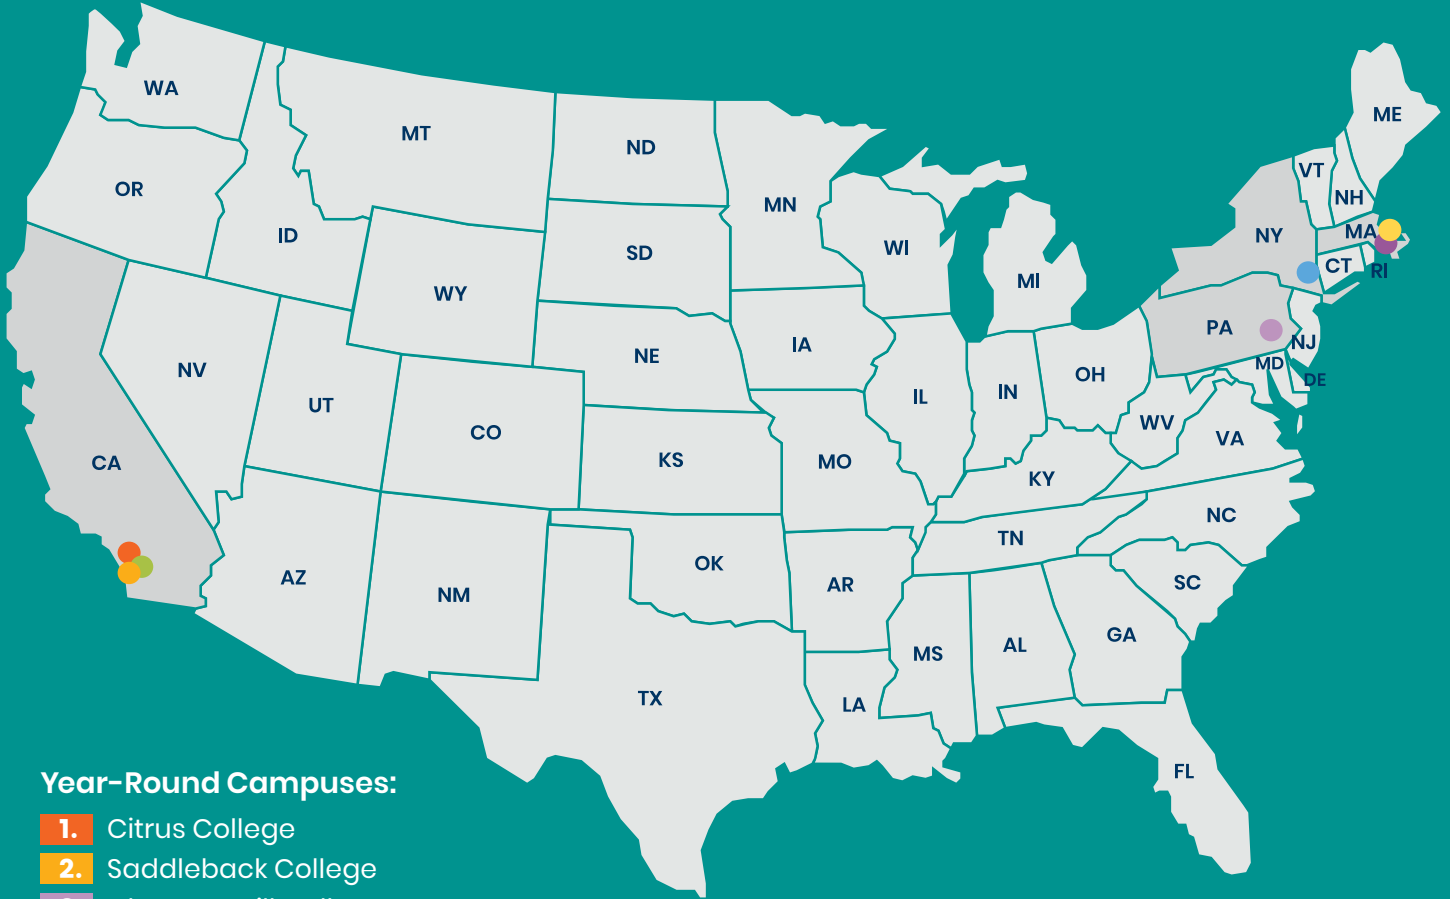 WA
ME
MT
ND
VT
OR
NH
MN
MA
NY
ID
WI
SD
CT
RI
MI
WY
PA
NJ
IA
NE
MD
NV
OH
DE
IN
IL
UT
WV
CO
VA
KS
MO
CA
KY
NC
TN
OK
AZ
SC
AR
NM
GA
AL
MS
TX
LA
FL
Year-Round Campuses:
1. Citrus College
2. Saddleback College